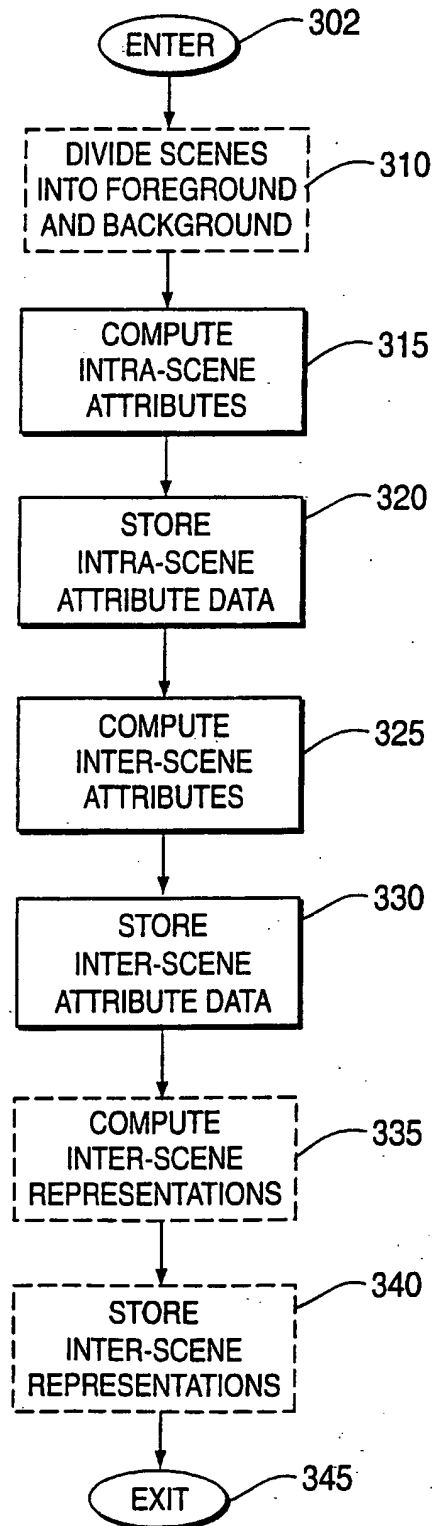 ENTER
302
DIVIDE SCENES
INTO FOREGROUND
AND BACKGROUND
310
COMPUTE
INTRA-SCENE
ATTRIBUTES
315
STORE
INTRA-SCENE
ATTRIBUTE DATA
320
COMPUTE
INTER-SCENE
ATTRIBUTES
325
STORE
INTER-SCENE
ATTRIBUTE DATA
330
COMPUTE
INTER-SCENE
REPRESENTATIONS
335
STORE
INTER-SCENE
REPRESENTATIONS
340
EXIT
345